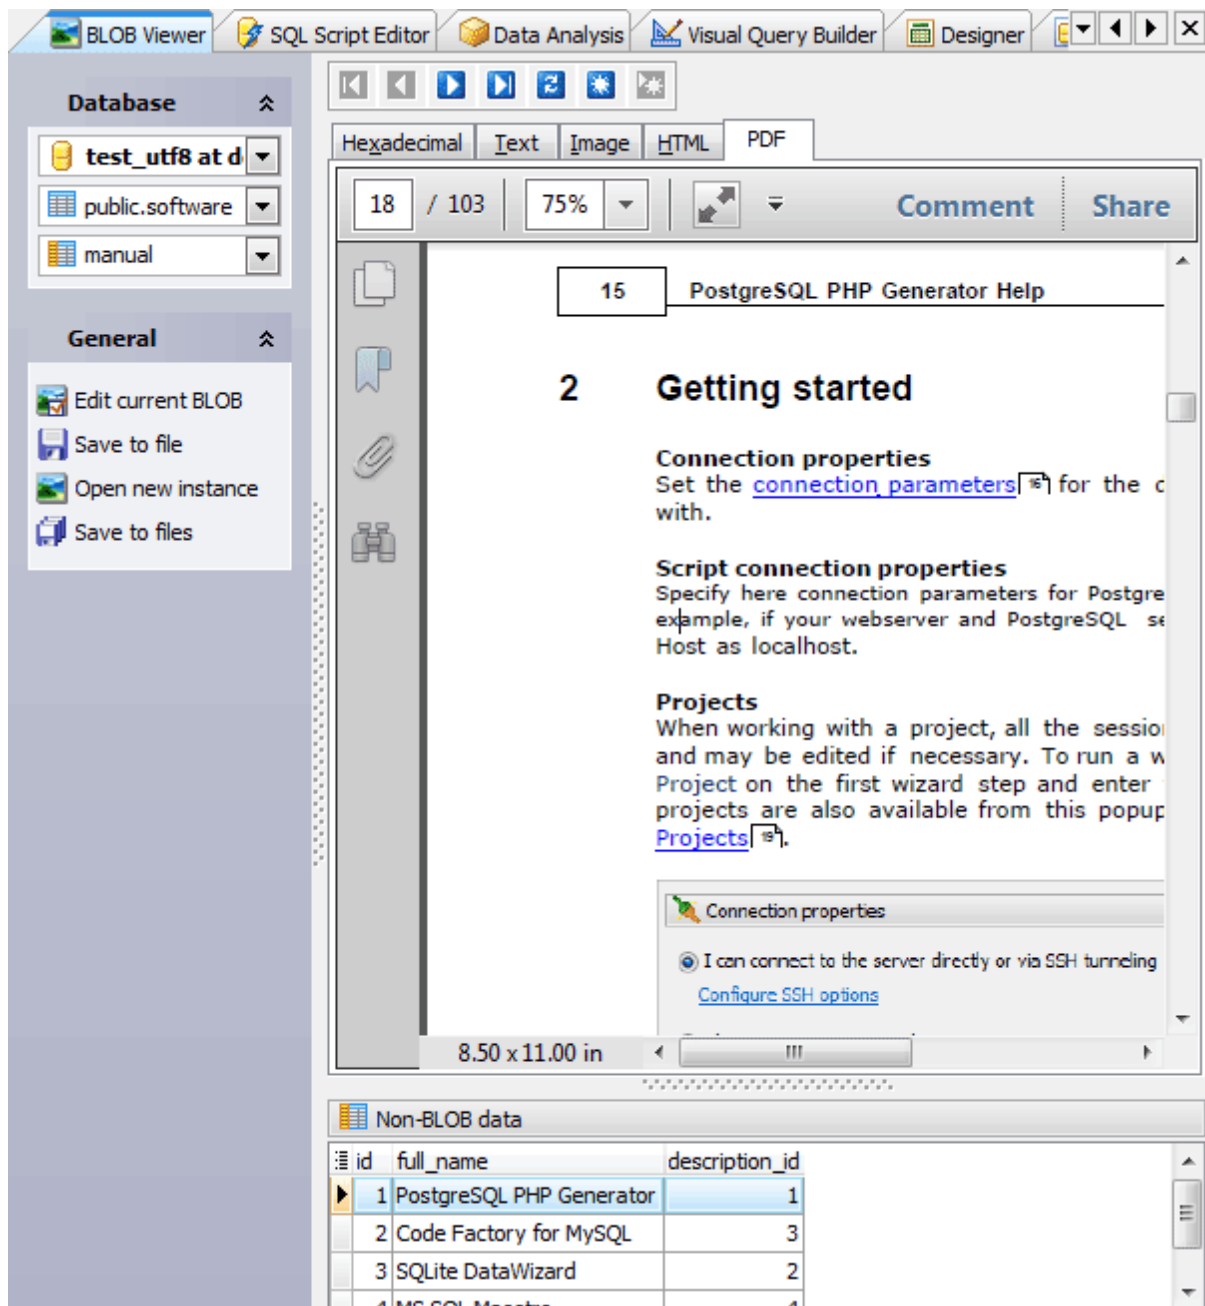 BLOB Viewer SQL Script Editor Data Analysis Visual Query Builder Designer
Database
test_utf8 at d
public.software
manual
General
Edit current BLOB
Save to file
Open new instance
Save to files
Hexadecimal Text Image HTML PDF
18 / 103 75% Comment Share
15 PostgreSQL PHP Generator Help
2 Getting started
Connection properties
Set the connection parameters 16 for the
with.
Script connection properties
Specify here connection parameters for Postgre
example, if your webserver and PostgreSQL se
Host as localhost.
Projects
When working with a project, all the sessio
and may be edited if necessary. To run a w
Project on the first wizard step and enter
projects are also available from this popup
Projects 19.
Connection properties
I can connect to the server directly or via SSH tunneling
Configure SSH options
8.50 x 11.00 in
Non-BLOB data
id full_name description_id
1 PostgreSQL PHP Generator 1
2 Code Factory for MySQL 3
3 SQLite DataWizard 2
4 MS SQL Maestro 4